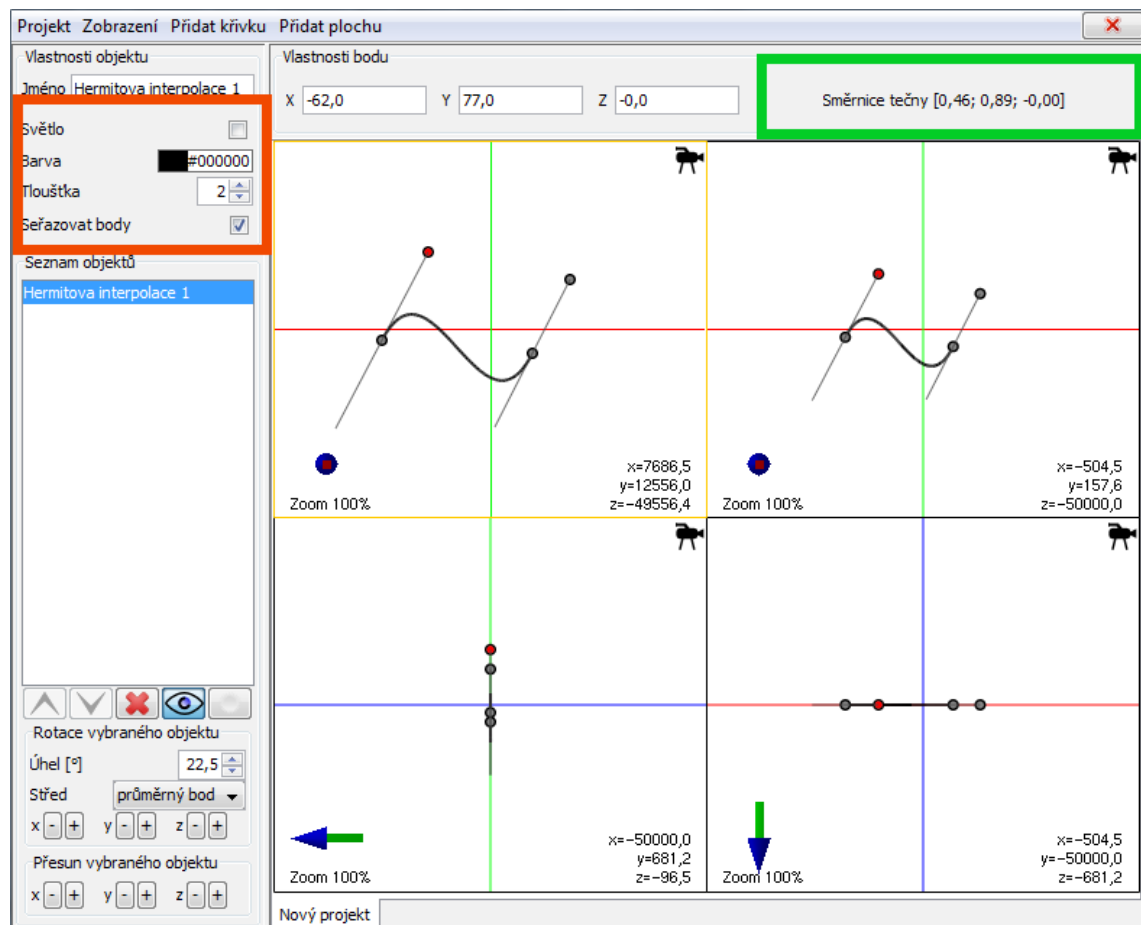 Projekt Zobrazení Přidat křivku Přidat plochu
Vlastnosti objektu
Jméno Hermitova interpolace 1
Světlo
Barva #000000
Tloušťka 2
Seřazovat body
Seznam objektů
Hermitova interpolace 1
Rotace vybraného objektu
Úhel [º] 22,5
Střed průměrný bod
x - + y - + z - +
Přesun vybraného objektu
x - + y - + z - +
Vlastnosti bodu
X -62,0 Y 77,0 Z -0,0
Směrnice tečny [0,46; 0,89; -0,00]
x=7686,5
y=12556,0
Zoom 100% z=-49556,4
x=-504,5
y=157,6
Zoom 100% z=-50000,0
x=-50000,0
y=681,2
Zoom 100% z=-96,5
x=-504,5
y=-50000,0
Zoom 100% z=-681,2
Nový projekt